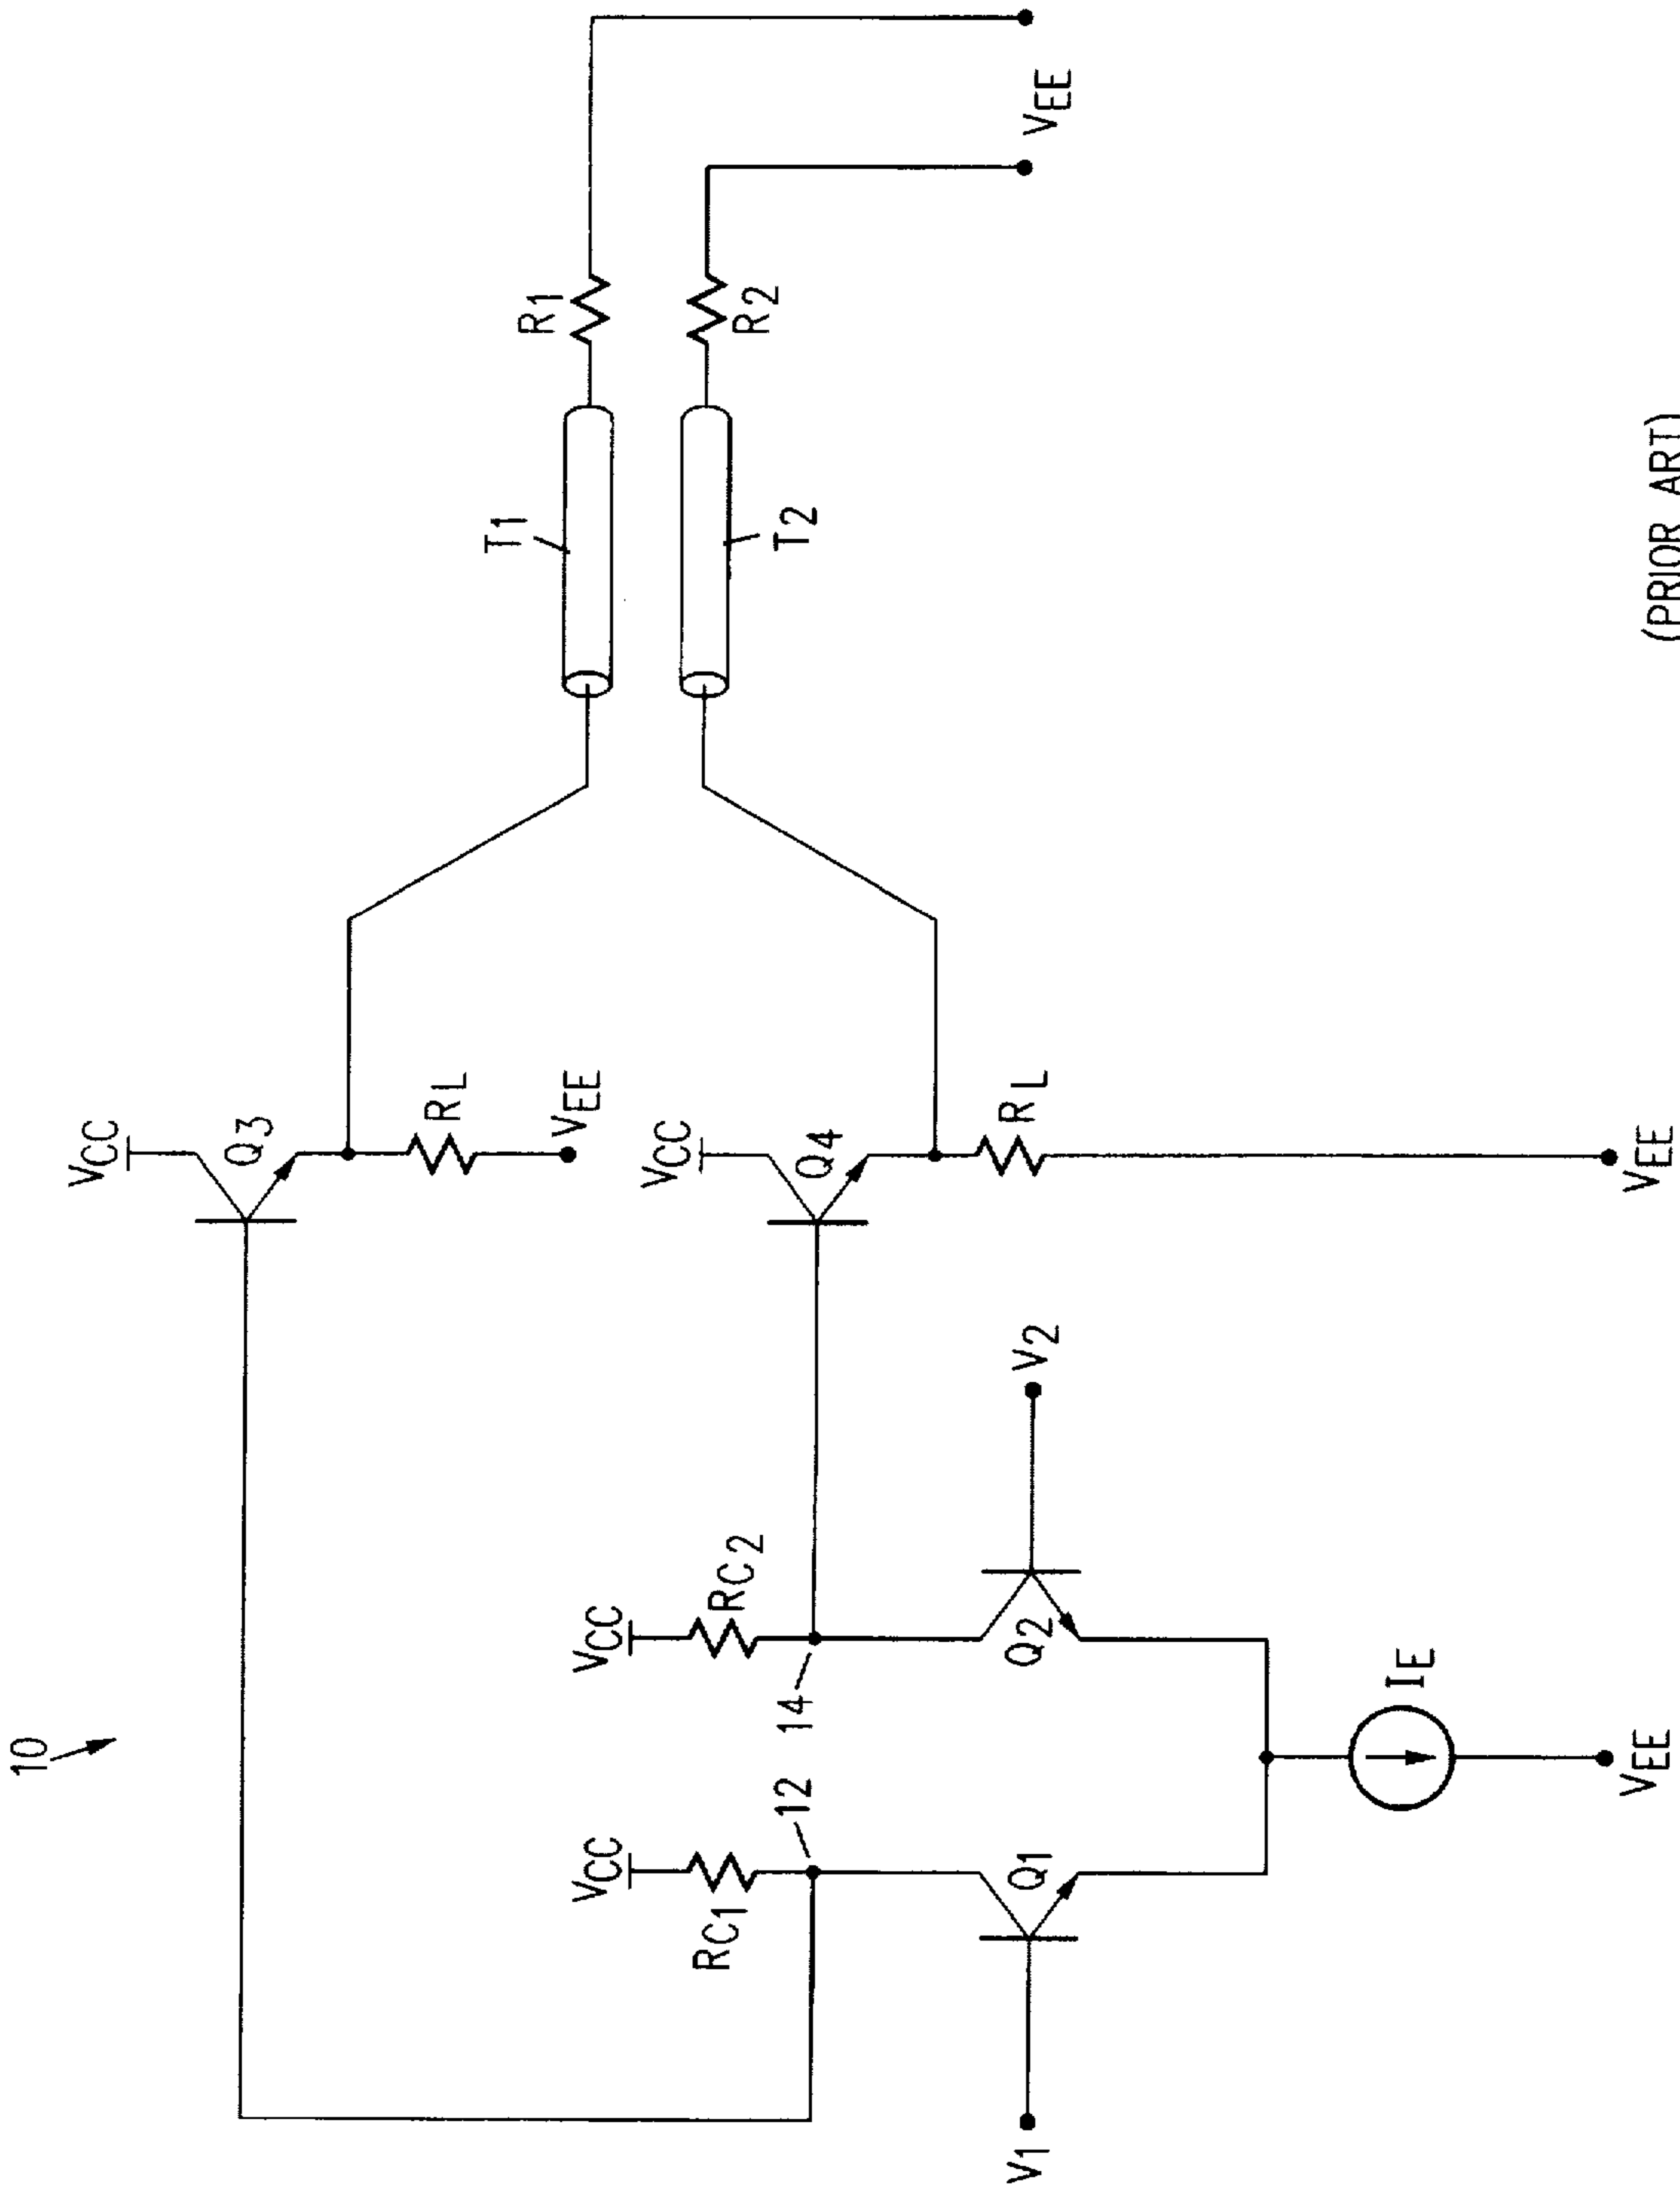 10
VCC
Q3
RL
VEE
T1
R1
VCC
RC1
12
VCC
RC2
14
VCC
Q4
RL
T2
R2
VEE
V1
Q1
Q2
V2
IE
VEE
VEE
(PRIOR ART)